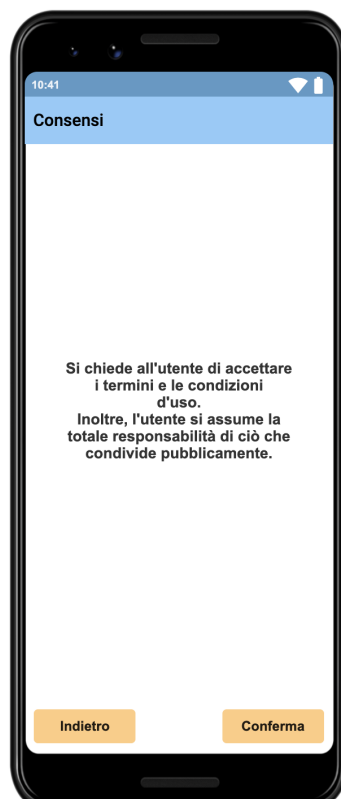 10:41
Consensi
Si chiede all'utente di accettare
i termini e le condizioni
d'uso.
Inoltre, l'utente si assume la
totale responsabilità di ciò che
condivide pubblicamente.
Indietro
Conferma